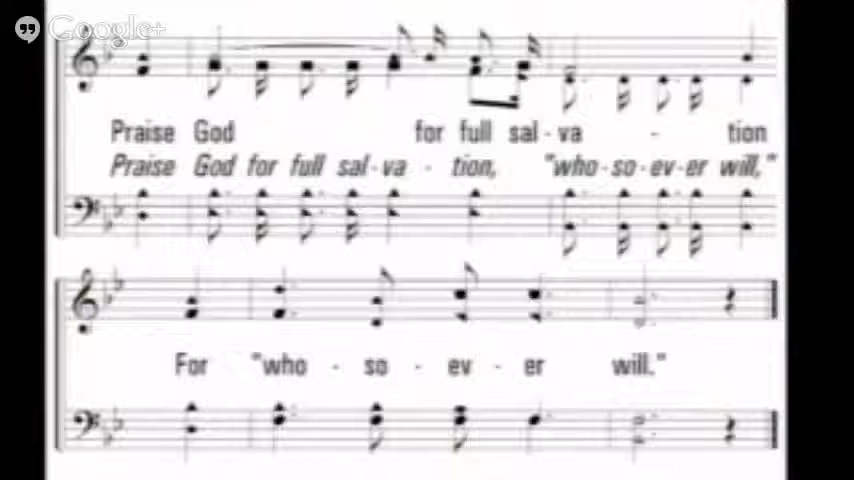 Google+
Praise God for full sal-va - tion
Praise God for full sal-va - tion, "who-so-ev-er will,"
For "who - so - ev - er will."